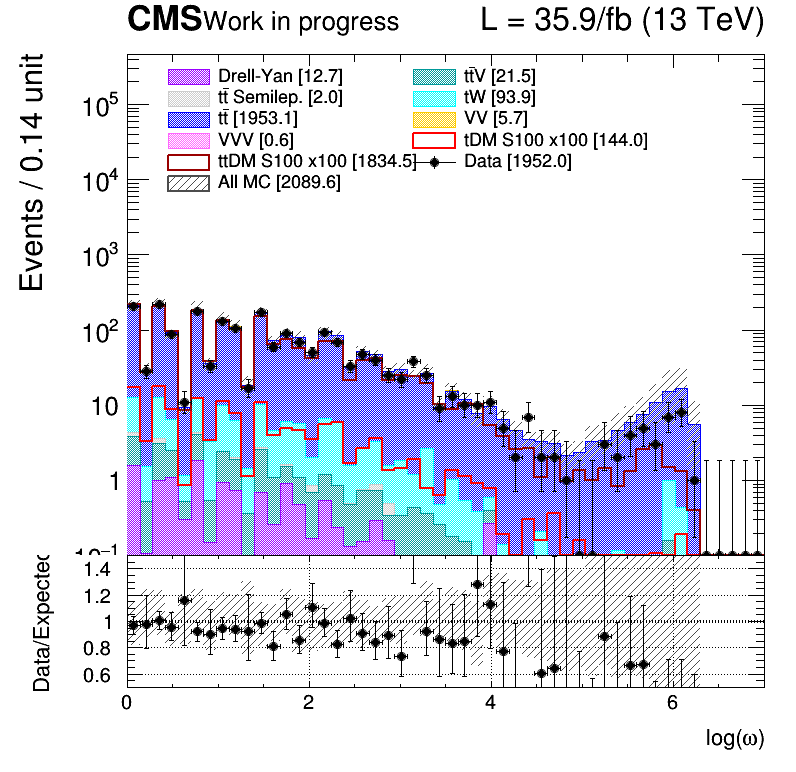 CMS Work in progress L = 35.9/fb (13 TeV)
Events / 0.14 unit
Drell-Yan [12.7] tt̄V [21.5]
tt̄ Semilep. [2.0] tW [93.9]
tt̄ [1953.1] VV [5.7]
VVV [0.6] tDM S100 x100 [144.0]
ttDM S100 x100 [1834.5] Data [1952.0]
All MC [2089.6]
10⁵
10⁴
10³
10²
10
1
10⁻¹
Data/Expected
1.4
1.2
1
0.8
0.6
0 2 4 6
log(ω)